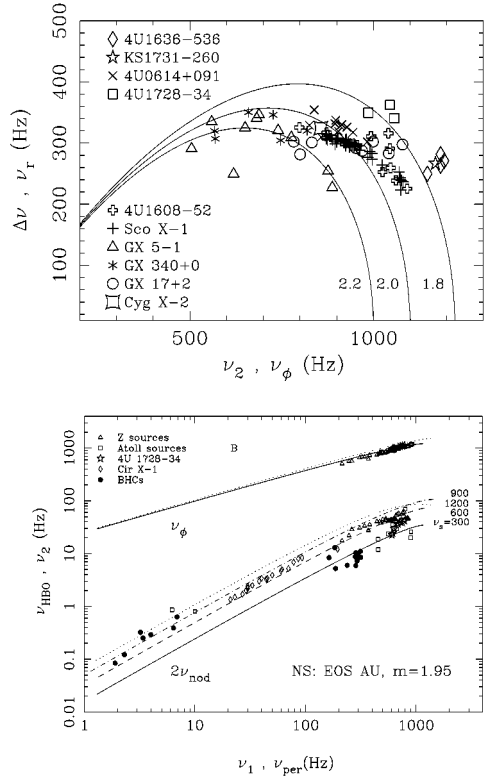 500
400
300
200
100
Δν , ν_r (Hz)
4U1636-536
KS1731-260
4U0614+091
4U1728-34
4U1608-52
Sco X-1
GX 5-1
GX 340+0
GX 17+2
Cyg X-2
2.2 2.0 1.8
500 1000
ν_2 , ν_ϕ (Hz)
Z sources
Atoll sources
4U 1728-34
Cir X-1
BHCs
B
1000
100
10
1
0.1
0.01
ν_HBO , ν_2 (Hz)
ν_ϕ
900
1200
600
ν_s=300
2ν_nod
NS: EOS AU, m=1.95
1 10 100 1000
ν_1 , ν_per(Hz)